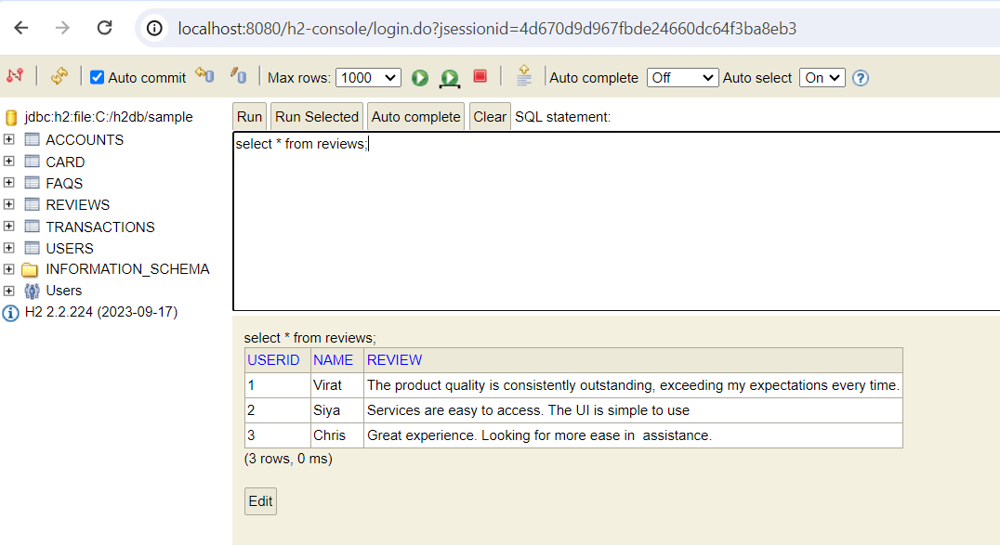 localhost:8080/h2-console/login.do?jsessionid=4d670d9d967fbde24660dc64f3ba8eb3
Auto commit Max rows: 1000 Auto complete Off Auto select On ?
jdbc:h2:file:C:/h2db/sample
ACCOUNTS
CARD
FAQS
REVIEWS
TRANSACTIONS
USERS
INFORMATION_SCHEMA
Users
H2 2.2.224 (2023-09-17)
Run Run Selected Auto complete Clear SQL statement:
select * from reviews;
select * from reviews;
USERID NAME REVIEW
1 Virat The product quality is consistently outstanding, exceeding my expectations every time.
2 Siya Services are easy to access. The UI is simple to use
3 Chris Great experience. Looking for more ease in  assistance.
(3 rows, 0 ms)
Edit